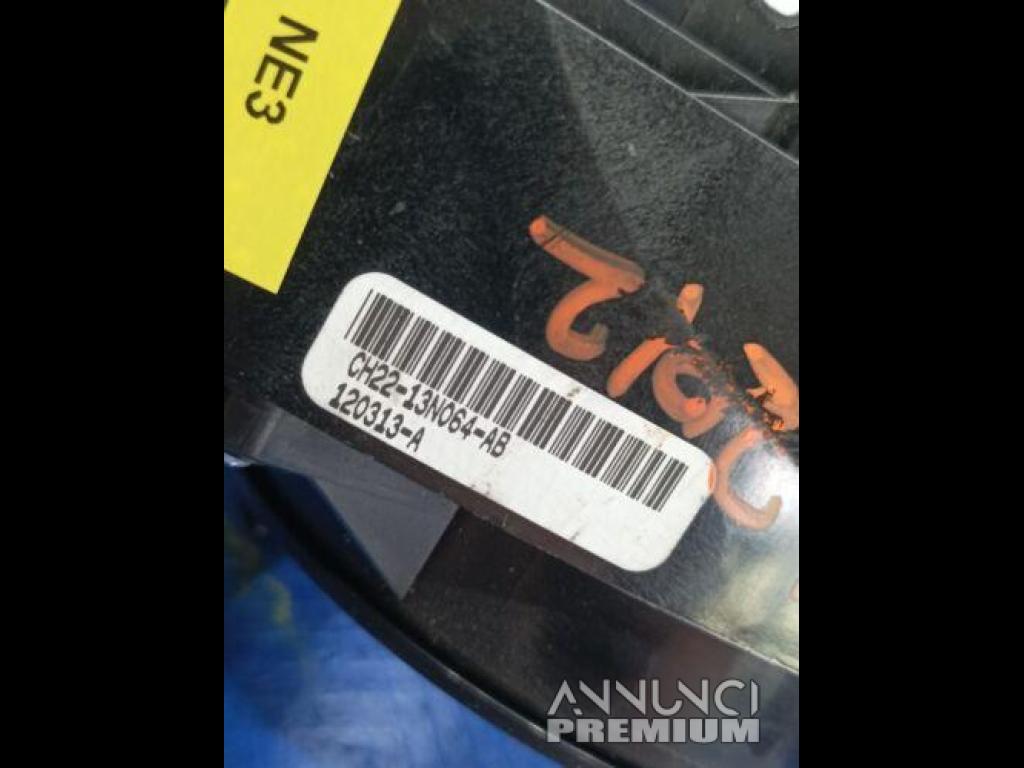 NE3
CH22-13N064-AB
120313-A
ANNUNCI
PREMIUM